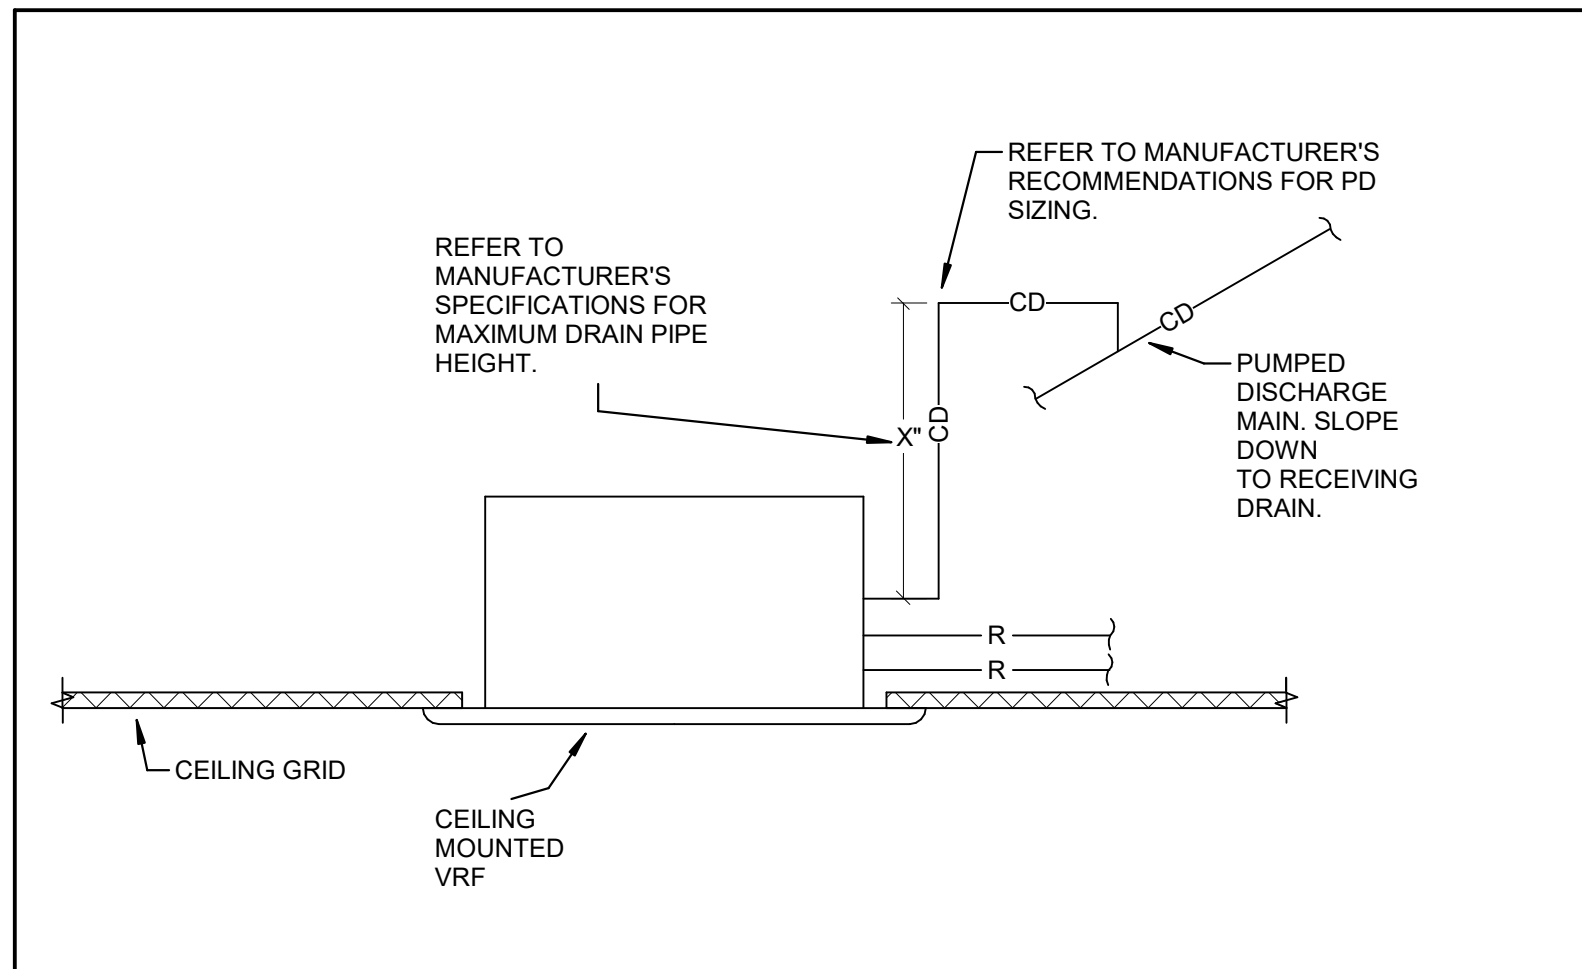 REFER TO MANUFACTURER'S
RECOMMENDATIONS FOR PD
SIZING.
REFER TO
MANUFACTURER'S
SPECIFICATIONS FOR
MAXIMUM DRAIN PIPE
HEIGHT.
CD
CD
PUMPED
DISCHARGE
MAIN. SLOPE
DOWN
TO RECEIVING
DRAIN.
X"
CD
R
R
CEILING GRID
CEILING
MOUNTED
VRF